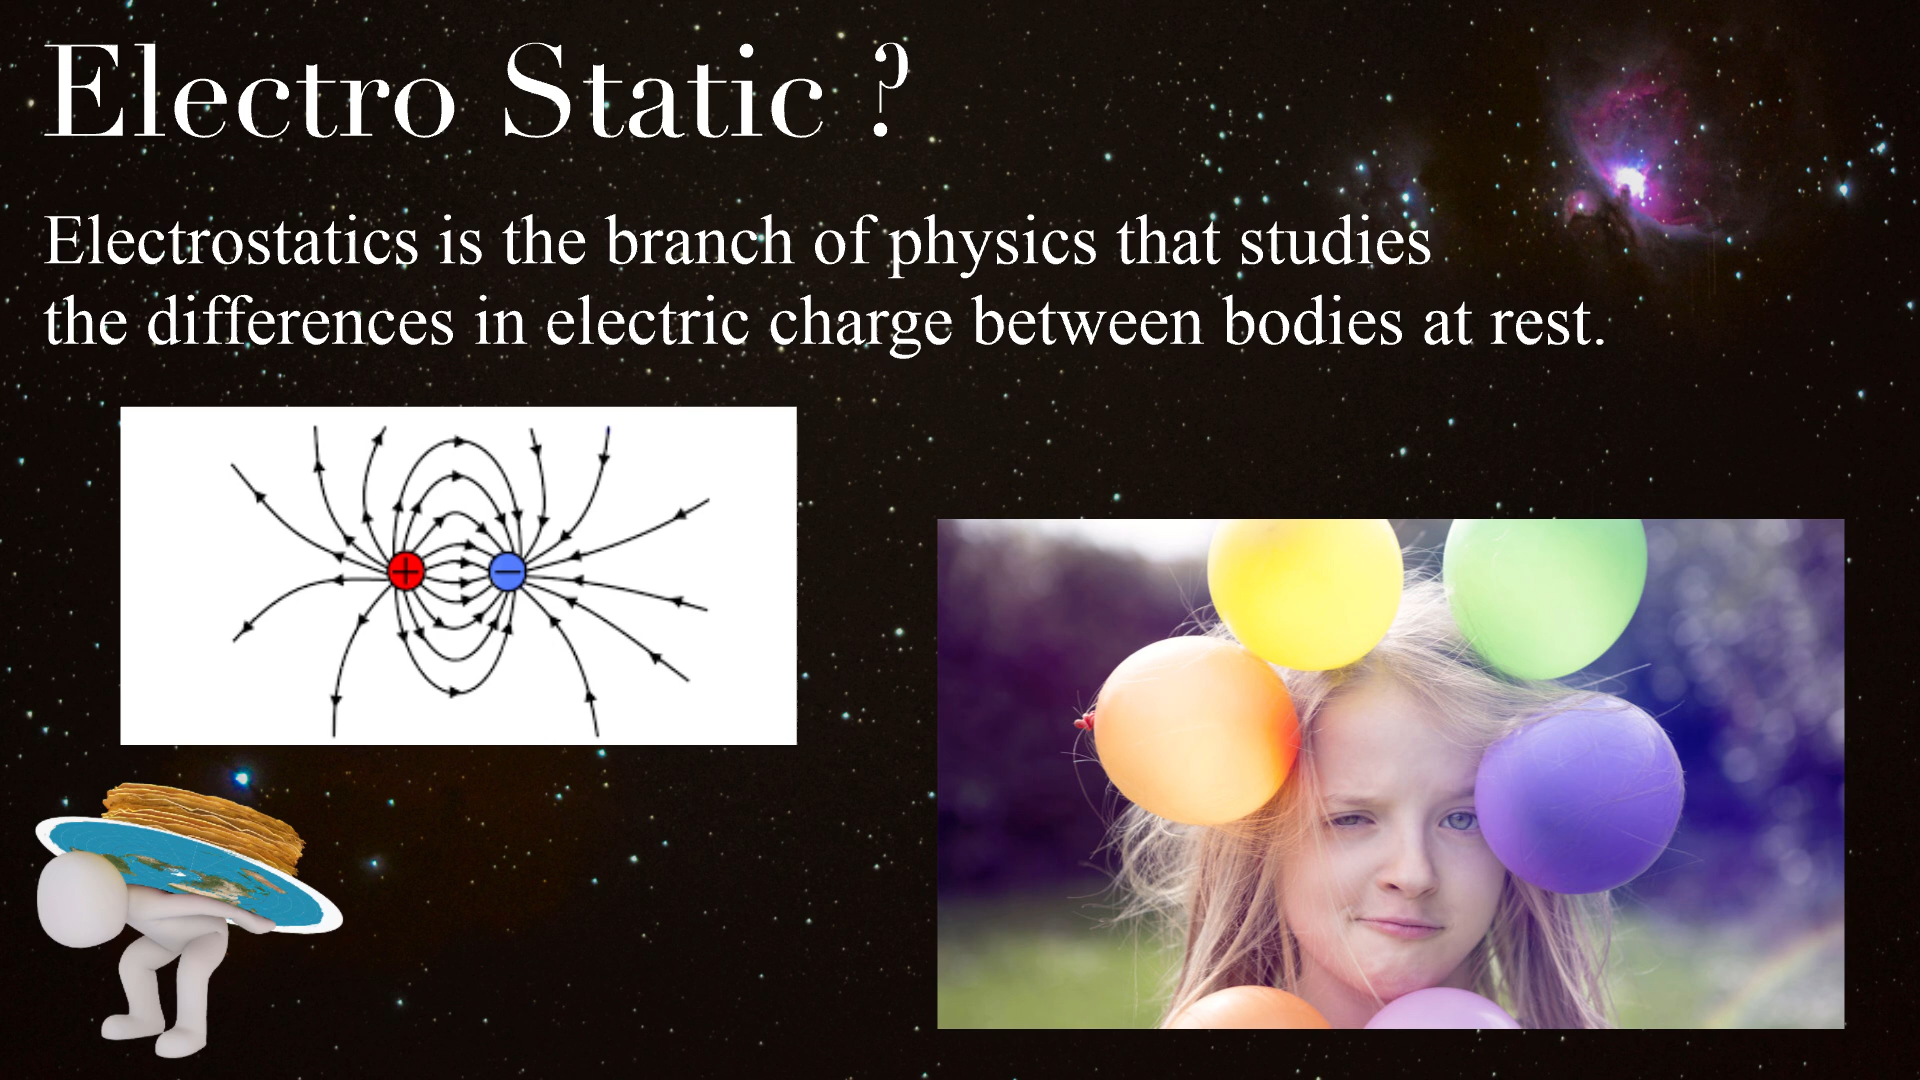 Electro Static ?
Electrostatics is the branch of physics that studies
the differences in electric charge between bodies at rest.
+ −